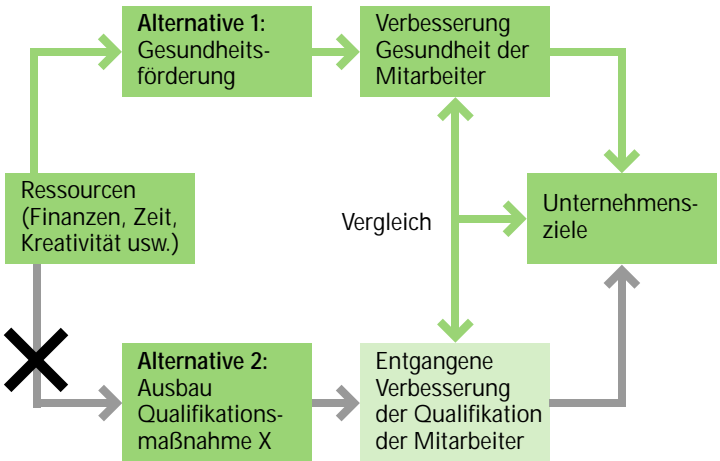 Alternative 1:
Gesundheits-
förderung
Verbesserung
Gesundheit der
Mitarbeiter
Ressourcen
(Finanzen, Zeit,
Kreativität usw.)
Vergleich
Unternehmens-
ziele
Alternative 2:
Ausbau
Qualifikations-
maßnahme X
Entgangene
Verbesserung
der Qualifikation
der Mitarbeiter